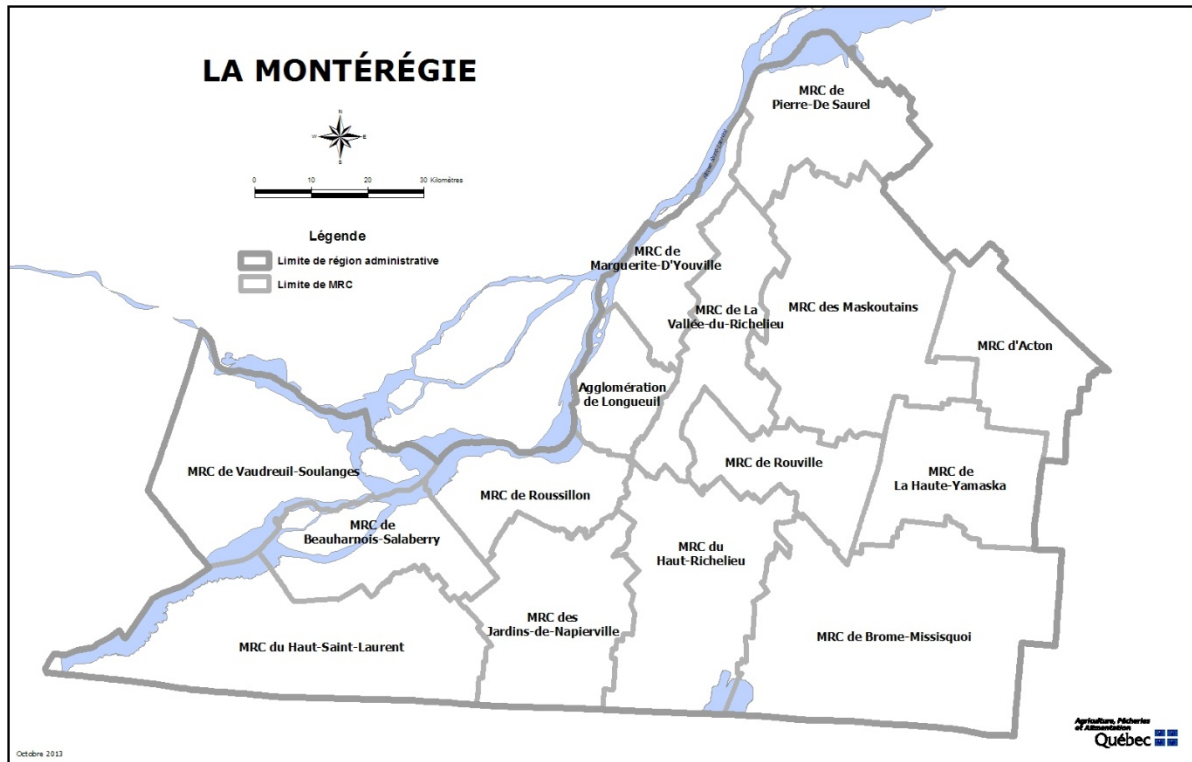 LA MONTÉRÉGIE
N
W
E
S
0
10
20
30 Kilomètres
Légende
Limite de région administrative
Limite de MRC
MRC de
Pierre-De Saurel
MRC de
Marguerite-D'Youville
MRC de La
Vallée-du-Richelieu
MRC des Maskoutains
MRC d'Acton
Agglomération
de Longueuil
MRC de Vaudreuil-Soulanges
MRC de Roussillon
MRC de Rouville
MRC de
La Haute-Yamaska
MRC de
Beauharnois-Salaberry
MRC du
Haut-Richelieu
MRC des
Jardins-de-Napierville
MRC du Haut-Saint-Laurent
MRC de Brome-Missisquoi
Agriculture, Pêcheries
et Alimentation
Québec
Octobre 2013